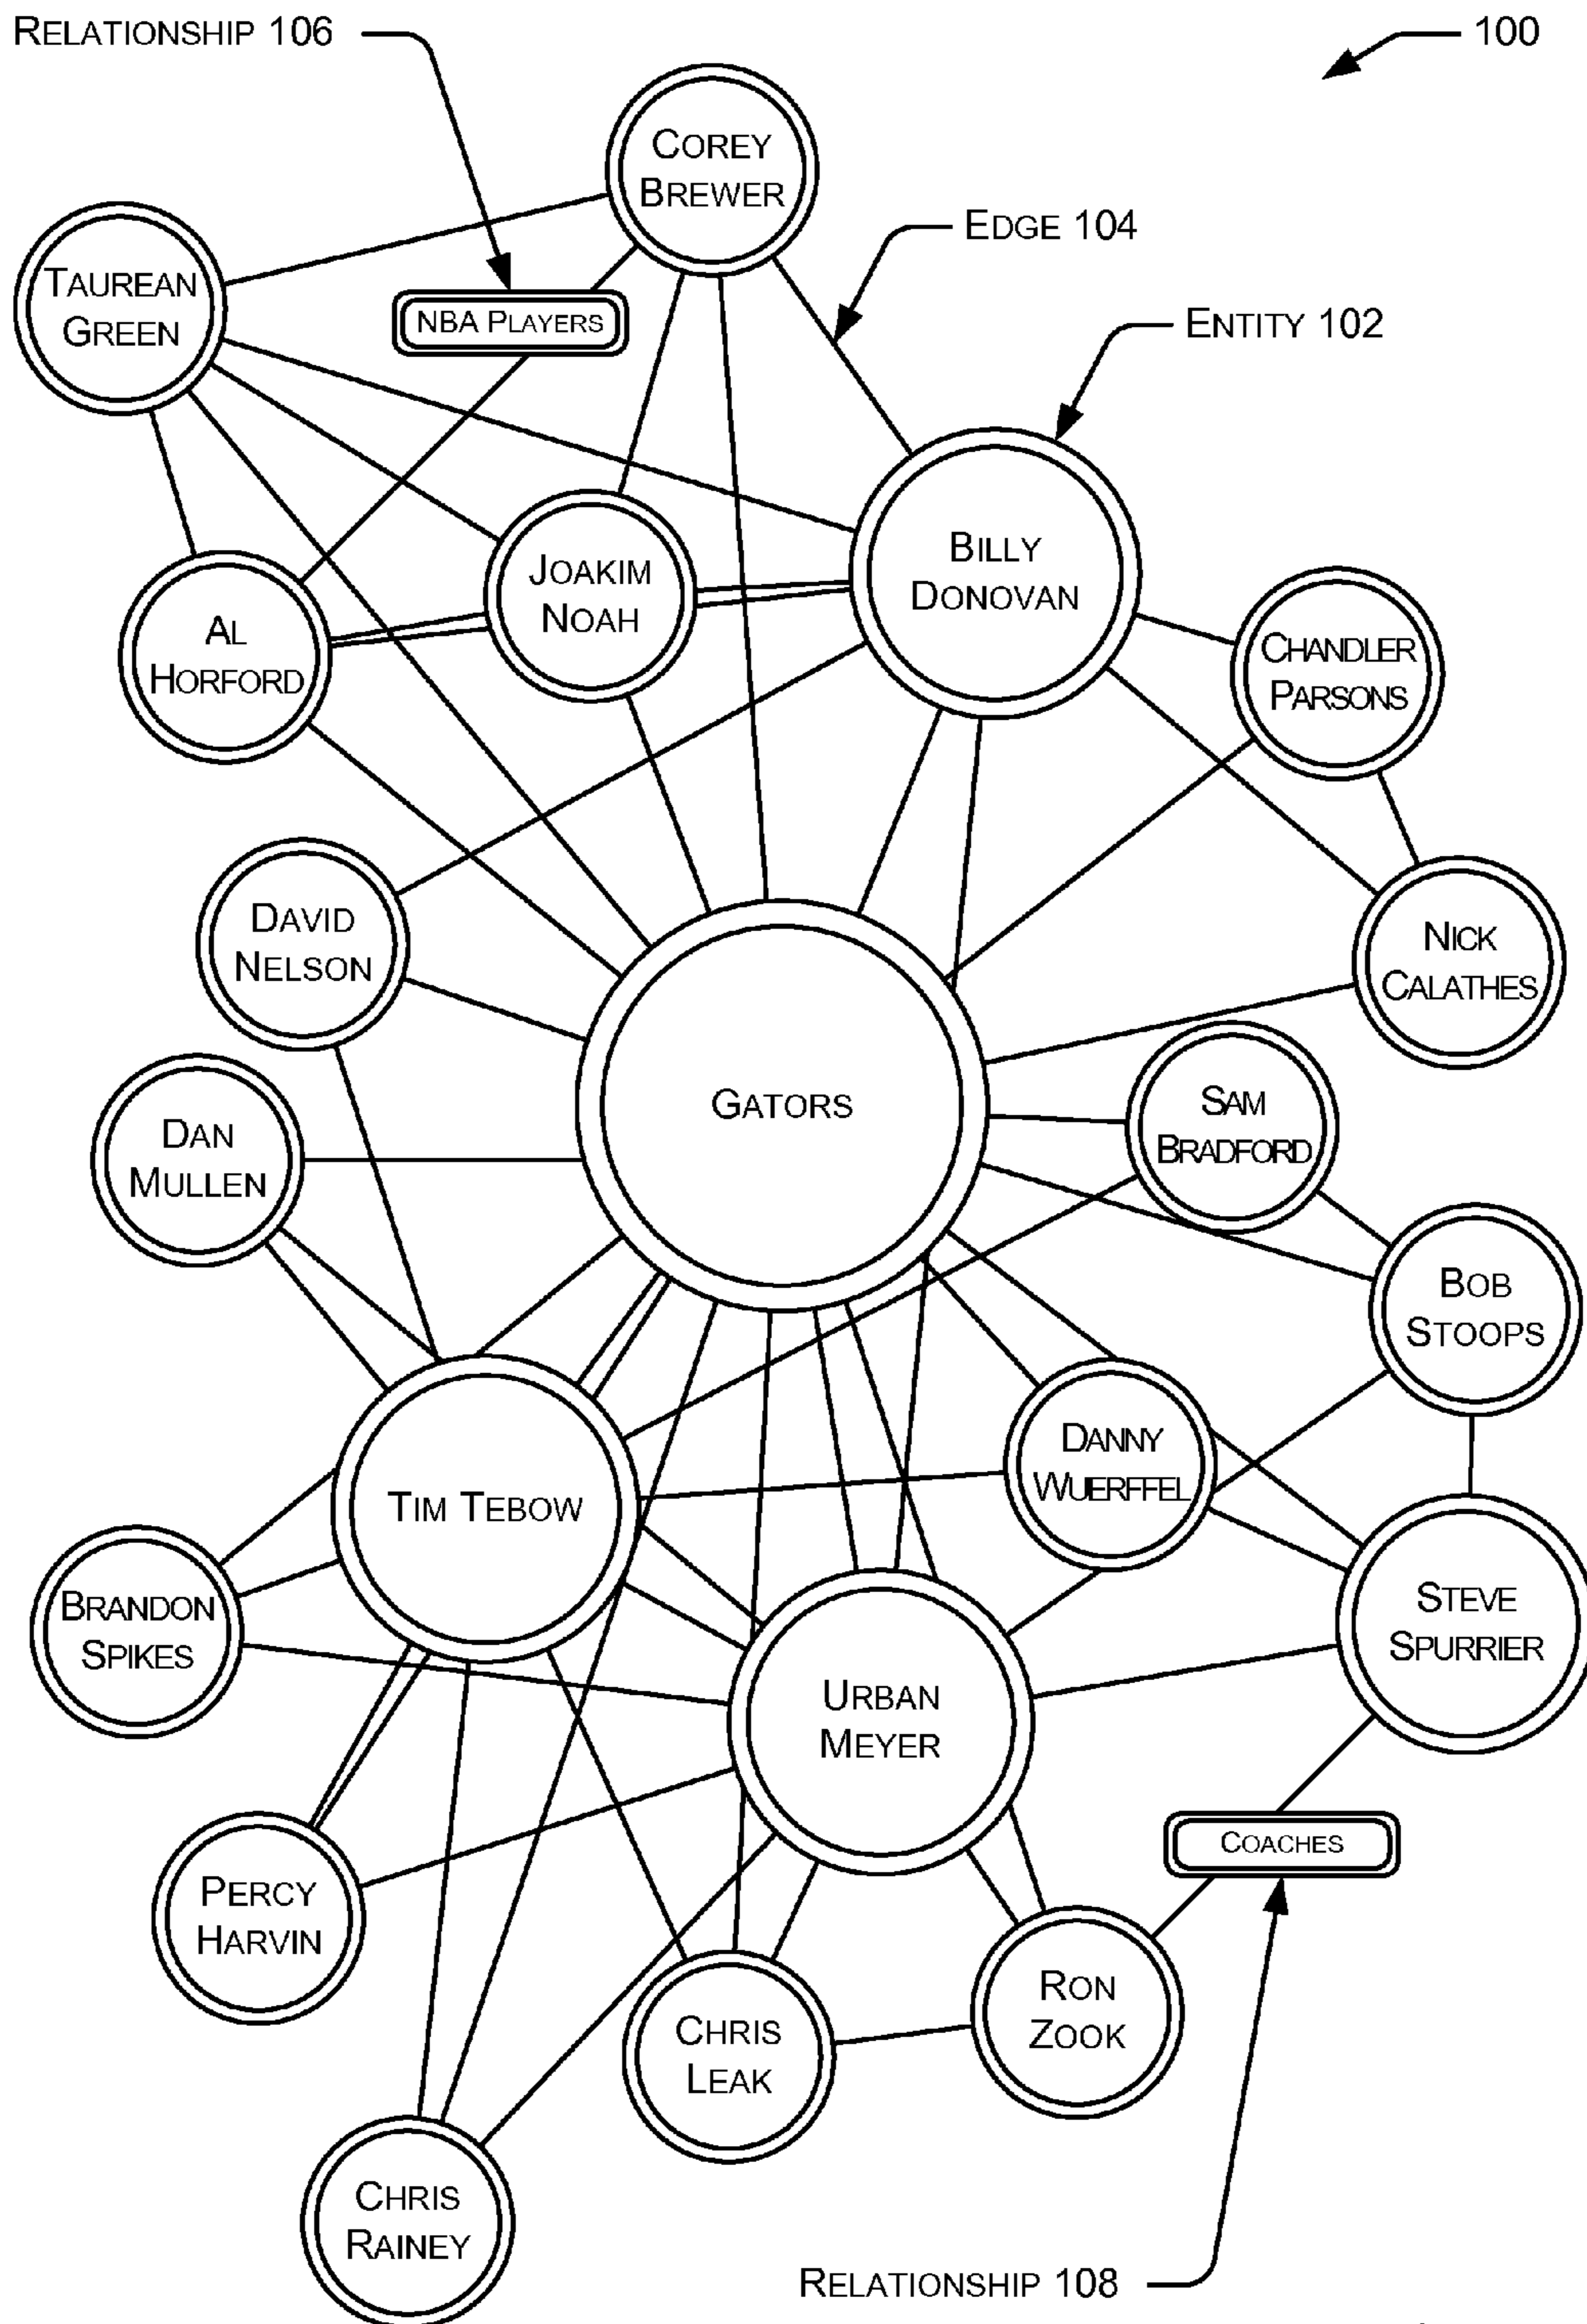 RELATIONSHIP 106
100
COREY
BREWER
EDGE 104
TAUREAN
GREEN
NBA PLAYERS
ENTITY 102
BILLY
DONOVAN
JOAKIM
NOAH
AL
HORFORD
CHANDLER
PARSONS
DAVID
NELSON
NICK
CALATHES
GATORS
SAM
BRADFORD
DAN
MULLEN
BOB
STOOPS
DANNY
WUERFFEL
TIM TEBOW
BRANDON
SPIKES
STEVE
SPURRIER
URBAN
MEYER
COACHES
PERCY
HARVIN
RON
ZOOK
CHRIS
LEAK
CHRIS
RAINEY
RELATIONSHIP 108